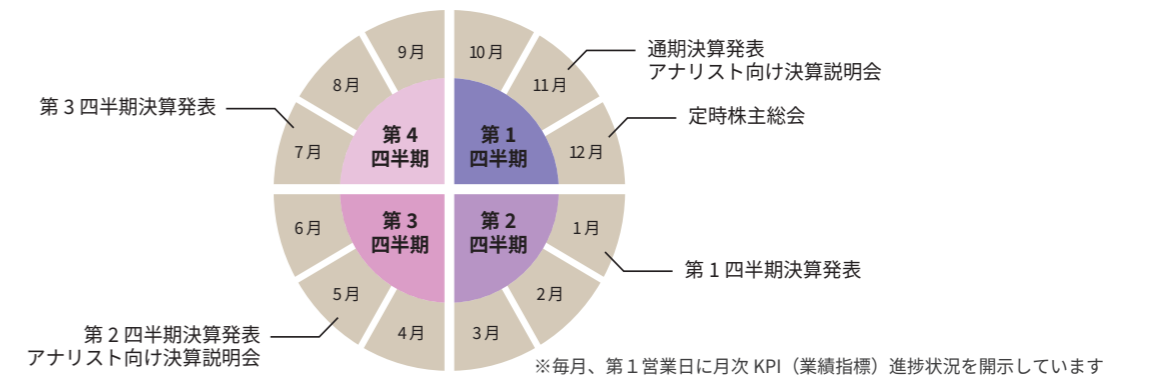 9月
10月
通期決算発表
アナリスト向け決算説明会
8月
11月
第3四半期決算発表
定時株主総会
第4
四半期
第1
四半期
7月
12月
6月
第3
四半期
第2
四半期
1月
第1四半期決算発表
5月
2月
第2四半期決算発表
アナリスト向け決算説明会
4月
3月
※毎月、第１営業日に月次 KPI（業績指標）進捗状況を開示しています